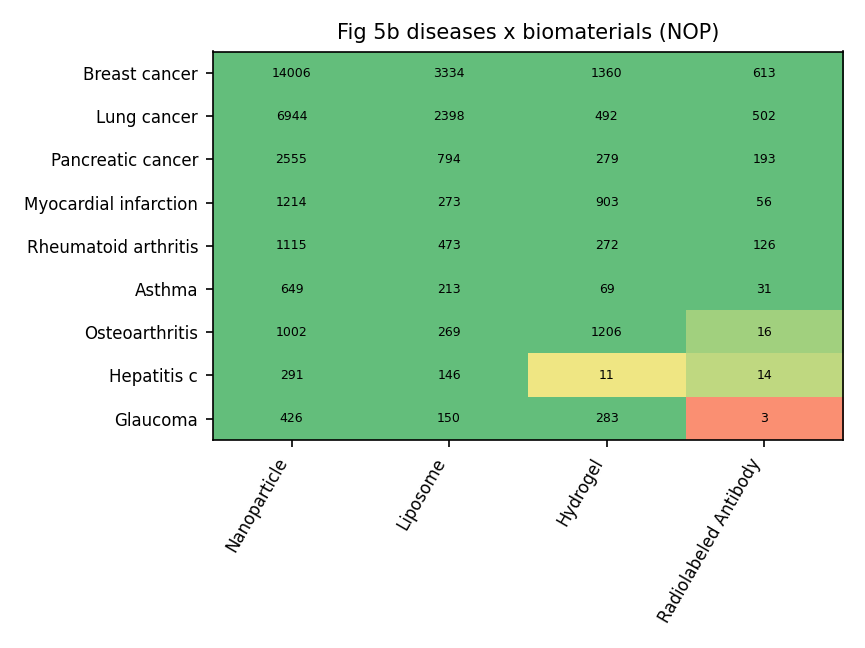 Fig 5b diseases x biomaterials (NOP)
Breast cancer 14006 3334 1360 613
Lung cancer 6944 2398 492 502
Pancreatic cancer 2555 794 279 193
Myocardial infarction 1214 273 903 56
Rheumatoid arthritis 1115 473 272 126
Asthma 649 213 69 31
Osteoarthritis 1002 269 1206 16
Hepatitis c 291 146 11 14
Glaucoma 426 150 283 3
Nanoparticle Liposome Hydrogel Radiolabeled Antibody